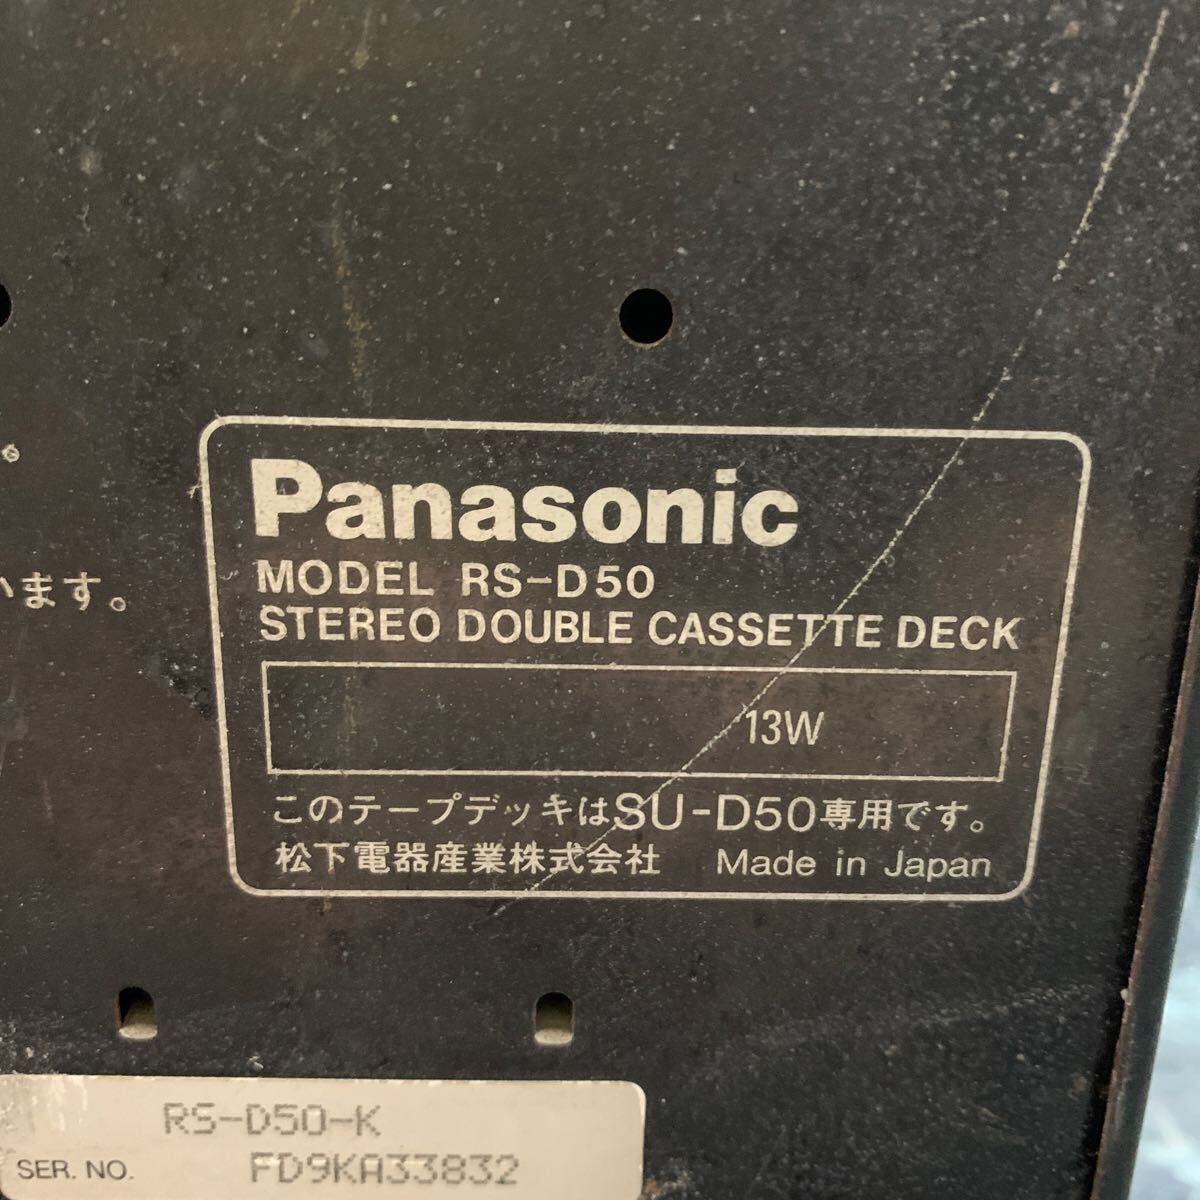 います。
Panasonic
MODEL RS-D50
STEREO DOUBLE CASSETTE DECK
13W
このテープデッキはSU-D50専用です。
松下電器産業株式会社 Made in Japan
RS-D50-K
SER. NO. FD9KA33832